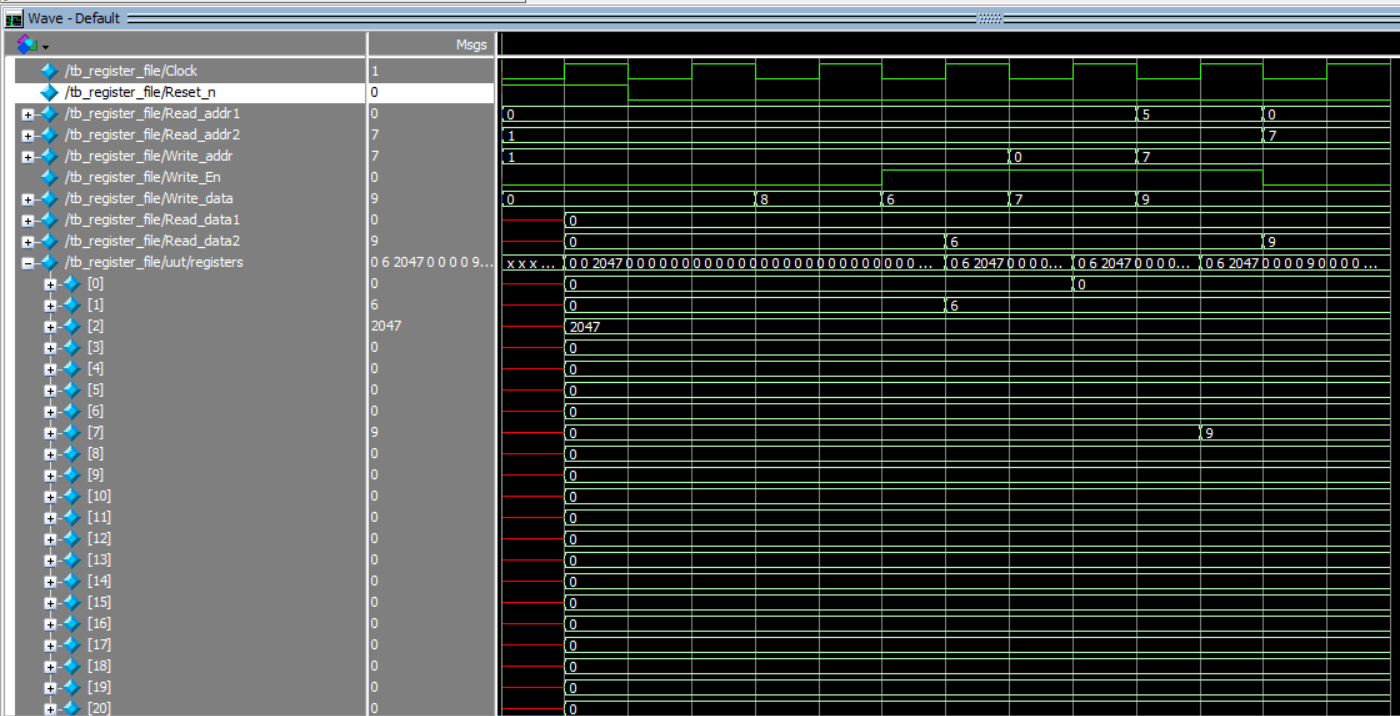 Wave - Default
Msgs
/tb_register_file/Clock 1
/tb_register_file/Reset_n 0
/tb_register_file/Read_addr1 0 0 5 0
/tb_register_file/Read_addr2 7 1 7
/tb_register_file/Write_addr 7 1 0 7
/tb_register_file/Write_En 0
/tb_register_file/Write_data 9 0 8 6 7 9
/tb_register_file/Read_data1 0 0
/tb_register_file/Read_data2 9 0 6 9
/tb_register_file/uut/registers 0 6 2047 0 0 0 0 9... x x x ... 0 0 2047 0 0 0 0 0 0 0 0 0 0 0 0 0 0 0 0 0 0 0 0 0 0 0 ... 0 6 2047 0 0 0 0... 0 6 2047 0 0 0 0... 0 6 2047 0 0 0 0 9 0 0 0 0 ...
[0] 0 0 0
[1] 6 0 6
[2] 2047 2047
[3] 0 0
[4] 0 0
[5] 0 0
[6] 0 0
[7] 9 0 9
[8] 0 0
[9] 0 0
[10] 0 0
[11] 0 0
[12] 0 0
[13] 0 0
[14] 0 0
[15] 0 0
[16] 0 0
[17] 0 0
[18] 0 0
[19] 0 0
[20] 0 0